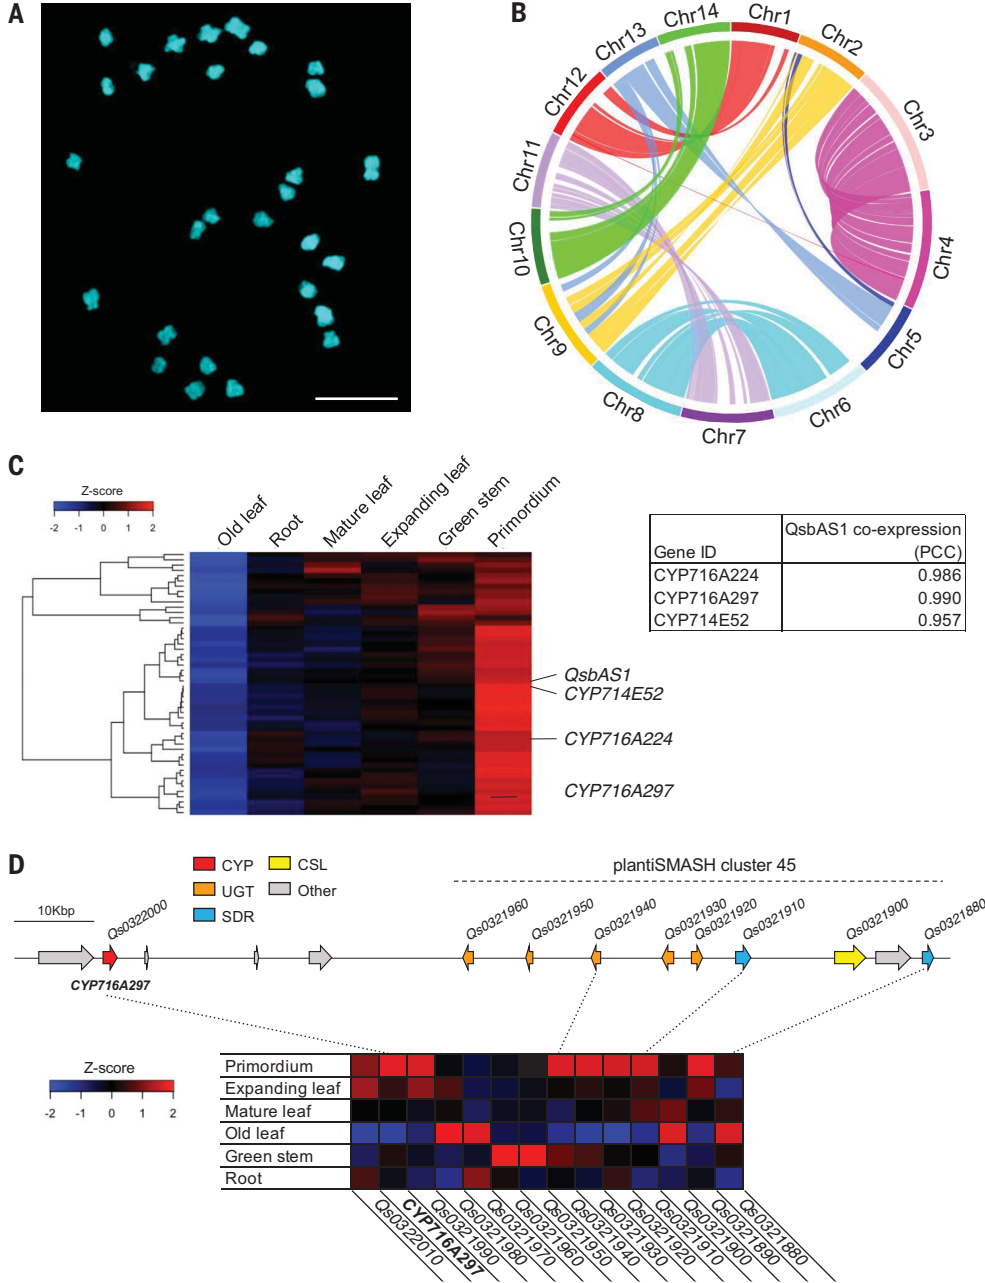 A
B
Chr1
Chr2
Chr3
Chr4
Chr5
Chr6
Chr7
Chr8
Chr9
Chr10
Chr11
Chr12
Chr13
Chr14
C
Z-score
-2 -1 0 1 2
Old leaf
Root
Mature leaf
Expanding leaf
Green stem
Primordium
QsbAS1
CYP714E52
CYP716A224
CYP716A297
QsbAS1 co-expression
Gene ID (PCC)
CYP716A224 0.986
CYP716A297 0.990
CYP714E52 0.957
D
CYP CSL
UGT Other
SDR
plantiSMASH cluster 45
10Kbp
Qs0322000
Qs0321960
Qs0321950
Qs0321940
Qs0321930
Qs0321920
Qs0321910
Qs0321900
Qs0321880
CYP716A297
Z-score
-2 -1 0 1 2
Primordium
Expanding leaf
Mature leaf
Old leaf
Green stem
Root
Qs0322010
CYP716A297
Qs0321990
Qs0321980
Qs0321970
Qs0321960
Qs0321950
Qs0321940
Qs0321930
Qs0321920
Qs0321910
Qs0321900
Qs0321890
Qs0321880